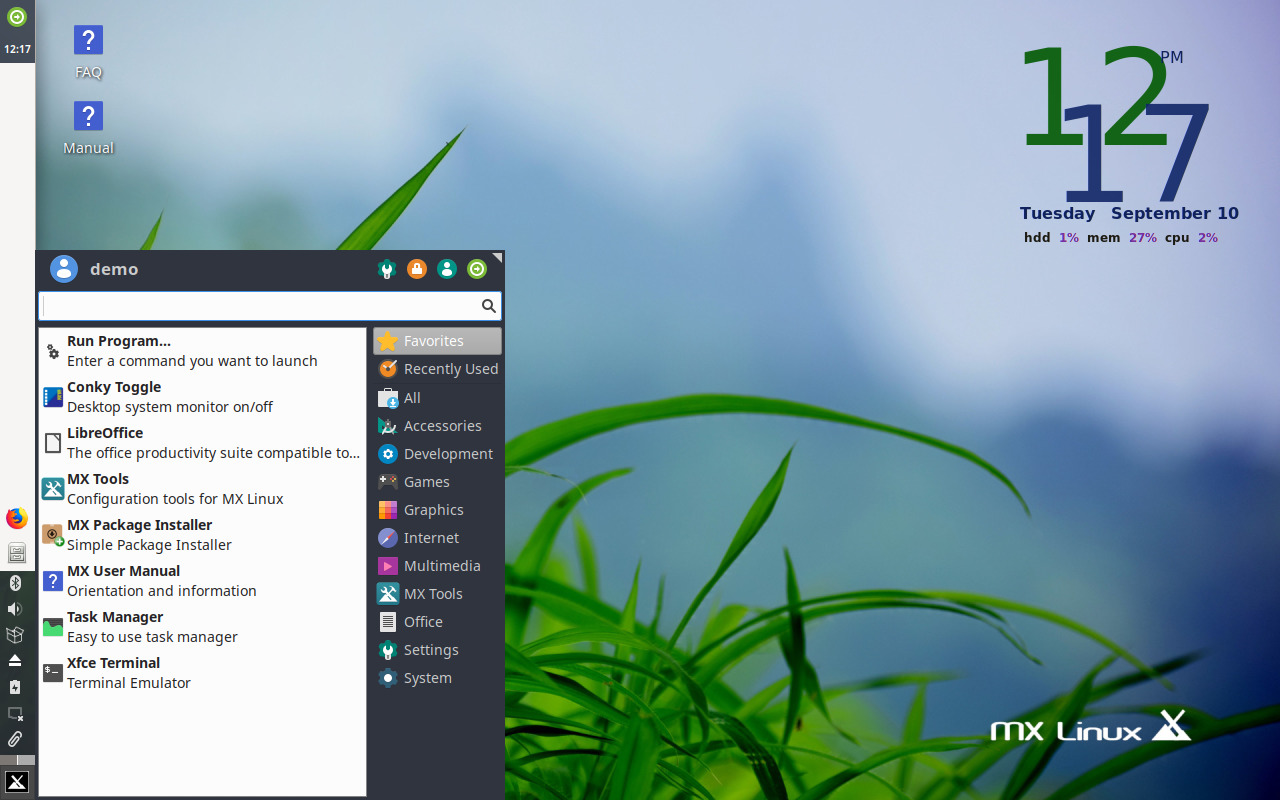 12:17
FAQ
Manual
12
PM
17
Tuesday September 10
hdd 1% mem 27% cpu 2%
demo
Run Program...
Enter a command you want to launch
Conky Toggle
Desktop system monitor on/off
LibreOffice
The office productivity suite compatible to...
MX Tools
Configuration tools for MX Linux
MX Package Installer
Simple Package Installer
MX User Manual
Orientation and information
Task Manager
Easy to use task manager
Xfce Terminal
Terminal Emulator
Favorites
Recently Used
All
Accessories
Development
Games
Graphics
Internet
Multimedia
MX Tools
Office
Settings
System
MX Linux